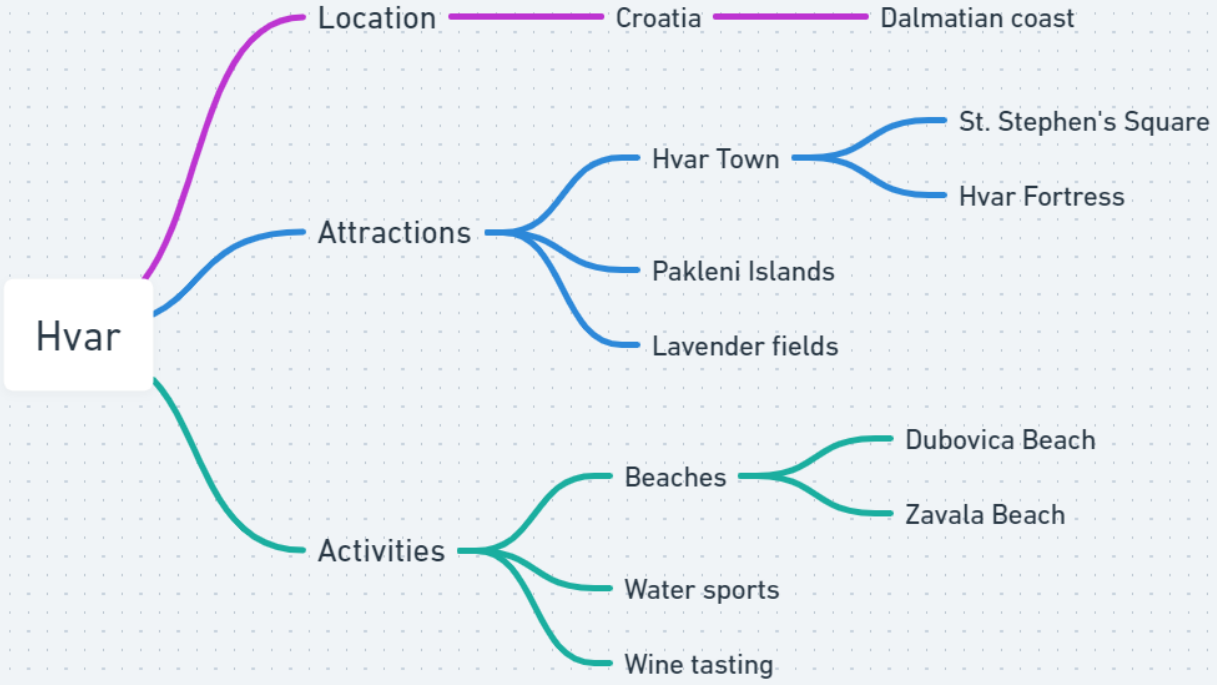 Location
Croatia
Dalmatian coast
St. Stephen's Square
Hvar Town
Hvar Fortress
Attractions
Pakleni Islands
Hvar
Lavender fields
Dubovica Beach
Beaches
Zavala Beach
Activities
Water sports
Wine tasting